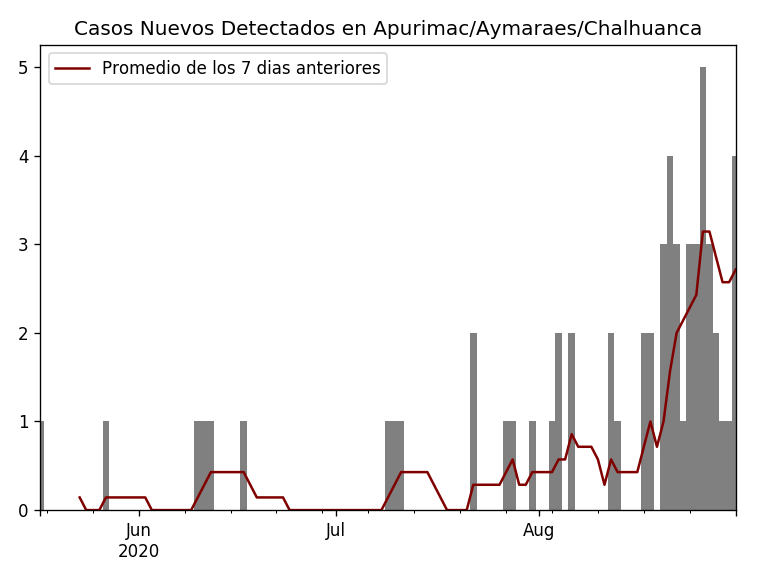 Casos Nuevos Detectados en Apurimac/Aymaraes/Chalhuanca
Promedio de los 7 dias anteriores
5
4
3
2
1
0
Jun
2020
Jul
Aug